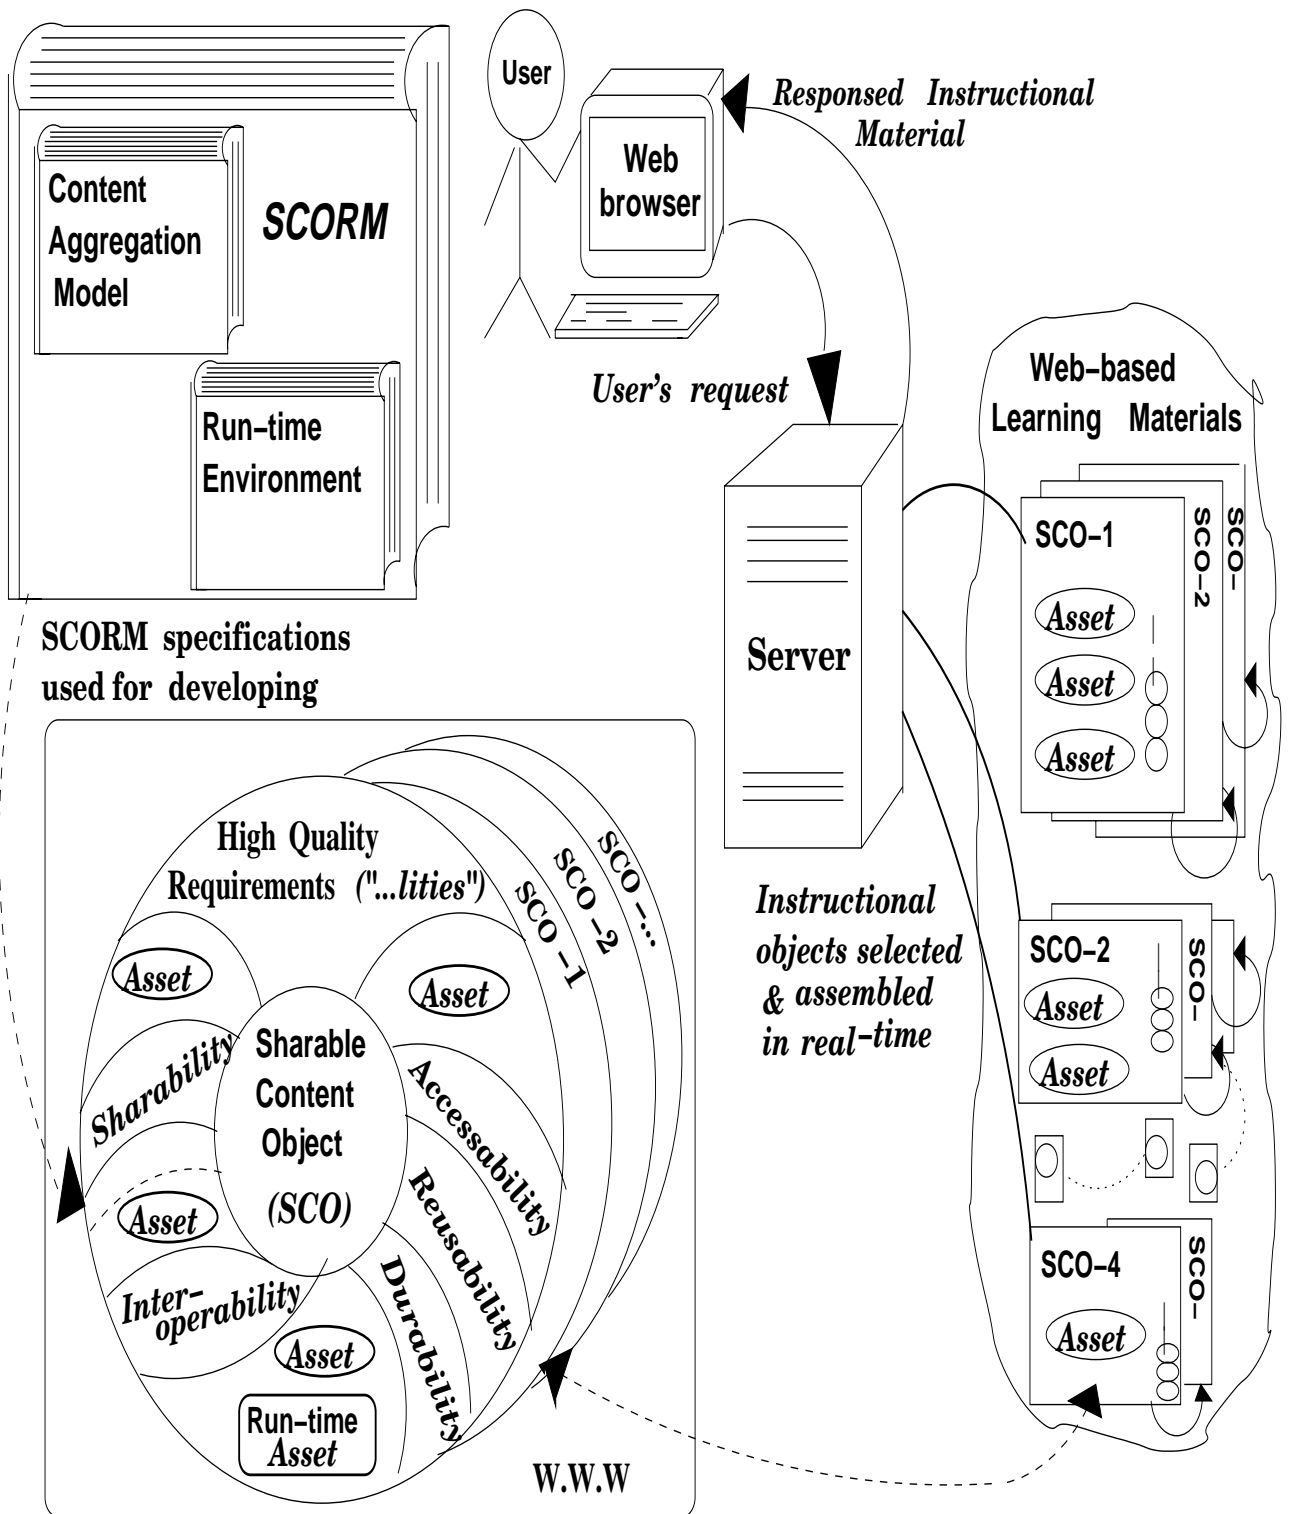 Content
Aggregation
Model
SCORM
Run–time
Environment
User
Web
browser
Responsed Instructional
Material
User's request
SCORM specifications
used for developing
Server
Instructional
objects selected
& assembled
in real–time
Web–based
Learning Materials
SCO–1
SCO–2
SCO–
Asset
Asset
Asset
SCO–2
SCO–
Asset
Asset
SCO–4
SCO–
Asset
High Quality
Requirements ("...lities")
SCO –1
SCO –2
SCO –...
Asset
Asset
Sharable
Content
Object
(SCO)
Sharability
Accessability
Reusability
Durability
Asset
Inter–
operability
Asset
Run–time
Asset
W.W.W